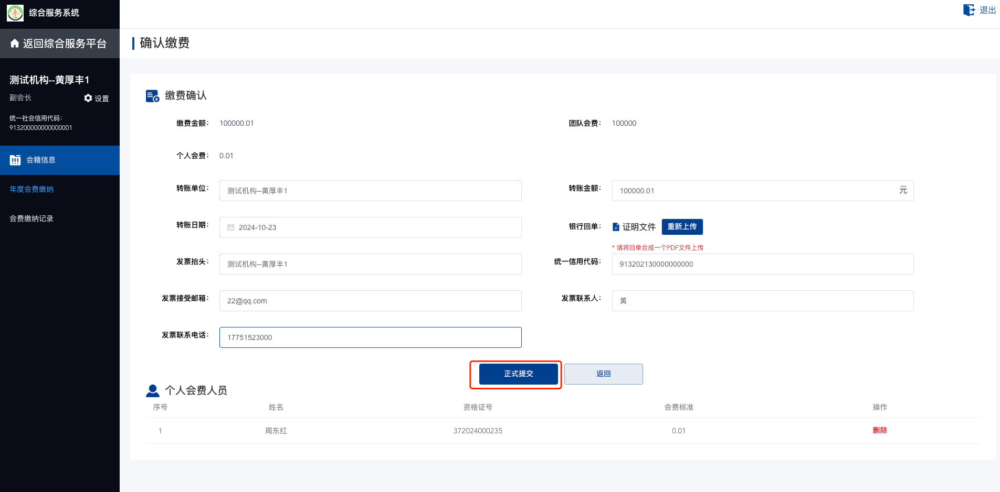 综合服务系统
退出
返回综合服务平台
确认缴费
测试机构--黄厚丰1
副会长
设置
统一社会信用代码：
913200000000000001
会籍信息
年度会费缴纳
会费缴纳记录
缴费确认
缴费金额： 100000.01
团队会费： 100000
个人会费： 0.01
转账单位： 测试机构--黄厚丰1
转账金额： 100000.01 元
转账日期： 2024-10-23
银行回单： 证明文件 重新上传
* 请将回单合成一个PDF文件上传
发票抬头： 测试机构--黄厚丰1
统一信用代码： 913202130000000000
发票接受邮箱： 22@qq.com
发票联系人： 黄
发票联系电话： 17751523000
正式提交 返回
个人会费人员
序号 姓名 资格证号 会费标准 操作
1 周东红 372024000235 0.01 删除